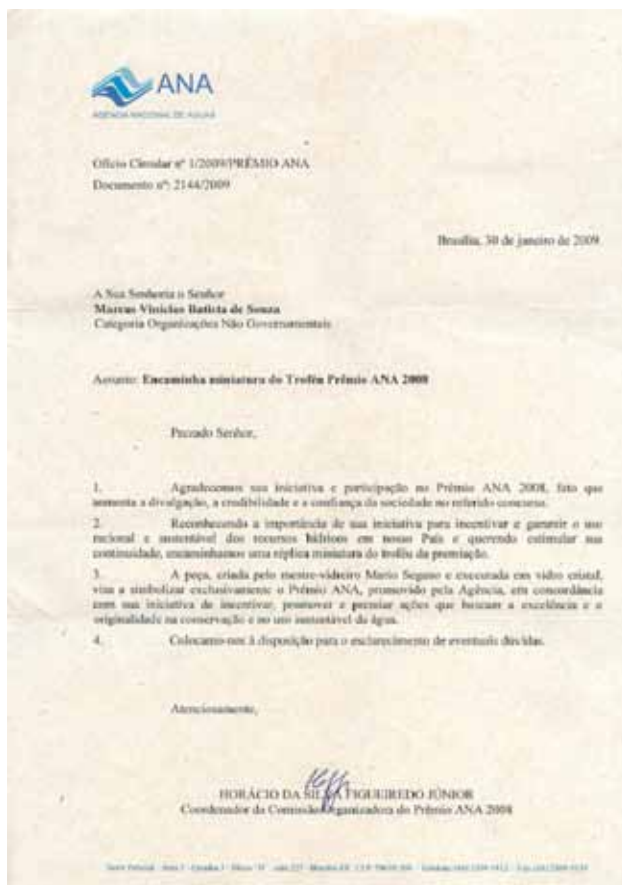 ANA
AGÊNCIA NACIONAL DE ÁGUAS
Ofício Circular nº 1/2009/PRÊMIO ANA
Documento nº: 2144/2009
Brasília, 30 de janeiro de 2009.
A Sua Senhoria o Senhor
Marcus Vinicius Batista de Souza
Categoria Organizações Não Governamentais
Assunto: Encaminha miniatura do Troféu Prêmio ANA 2008
Prezado Senhor,
1. Agradecemos sua iniciativa e participação no Prêmio ANA 2008, fato que
aumenta a divulgação, a credibilidade e a confiança da sociedade no referido concurso.
2. Reconhecendo a importância de sua iniciativa para incentivar e garantir o uso
racional e sustentável dos recursos hídricos em nosso País e querendo estimular sua
continuidade, encaminhamos uma réplica miniatura do troféu da premiação.
3. A peça, criada pelo mestre-vidreiro Mario Seguso e executada em vidro cristal,
visa a simbolizar exclusivamente o Prêmio ANA, promovido pela Agência, em concordância
com sua iniciativa de incentivar, promover e premiar ações que buscam a excelência e a
originalidade na conservação e no uso sustentável da água.
4. Colocamo-nos à disposição para o esclarecimento de eventuais dúvidas.
Atenciosamente,
HORÁCIO DA SILVA FIGUEIREDO JÚNIOR
Coordenador da Comissão Organizadora do Prêmio ANA 2008